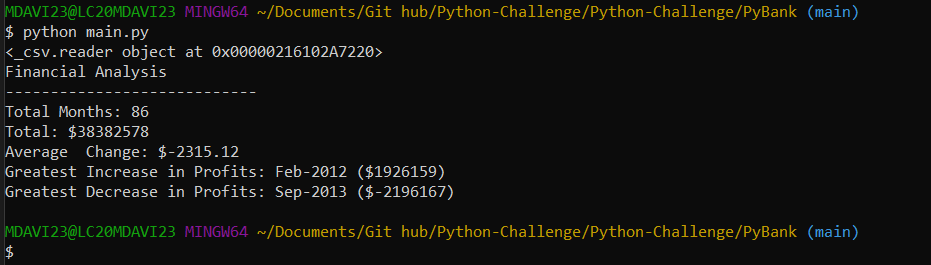 MDAVI23@LC20MDAVI23 MINGW64 ~/Documents/Git hub/Python-Challenge/Python-Challenge/PyBank (main)
$ python main.py
<_csv.reader object at 0x00000216102A7220>
Financial Analysis
----------------------------
Total Months: 86
Total: $38382578
Average  Change: $-2315.12
Greatest Increase in Profits: Feb-2012 ($1926159)
Greatest Decrease in Profits: Sep-2013 ($-2196167)
MDAVI23@LC20MDAVI23 MINGW64 ~/Documents/Git hub/Python-Challenge/Python-Challenge/PyBank (main)
$